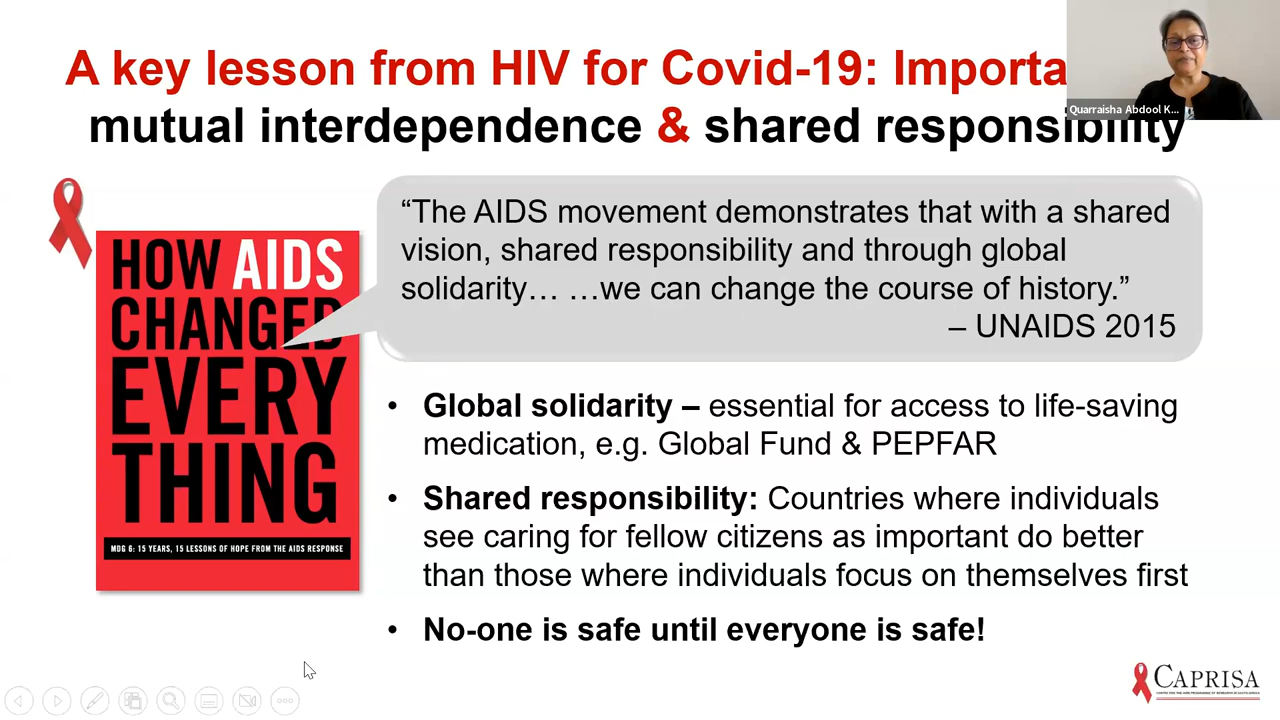 A key lesson from HIV for Covid-19: Importa
mutual interdependence & shared responsibility
Quarraisha Abdool K...
“The AIDS movement demonstrates that with a shared
vision, shared responsibility and through global
solidarity… …we can change the course of history.”
– UNAIDS 2015
HOW AIDS
CHANGED
EVERY
THING
MDG 6: 15 YEARS, 15 LESSONS OF HOPE FROM THE AIDS RESPONSE
• Global solidarity – essential for access to life-saving
medication, e.g. Global Fund & PEPFAR
• Shared responsibility: Countries where individuals
see caring for fellow citizens as important do better
than those where individuals focus on themselves first
• No-one is safe until everyone is safe!
CAPRISA